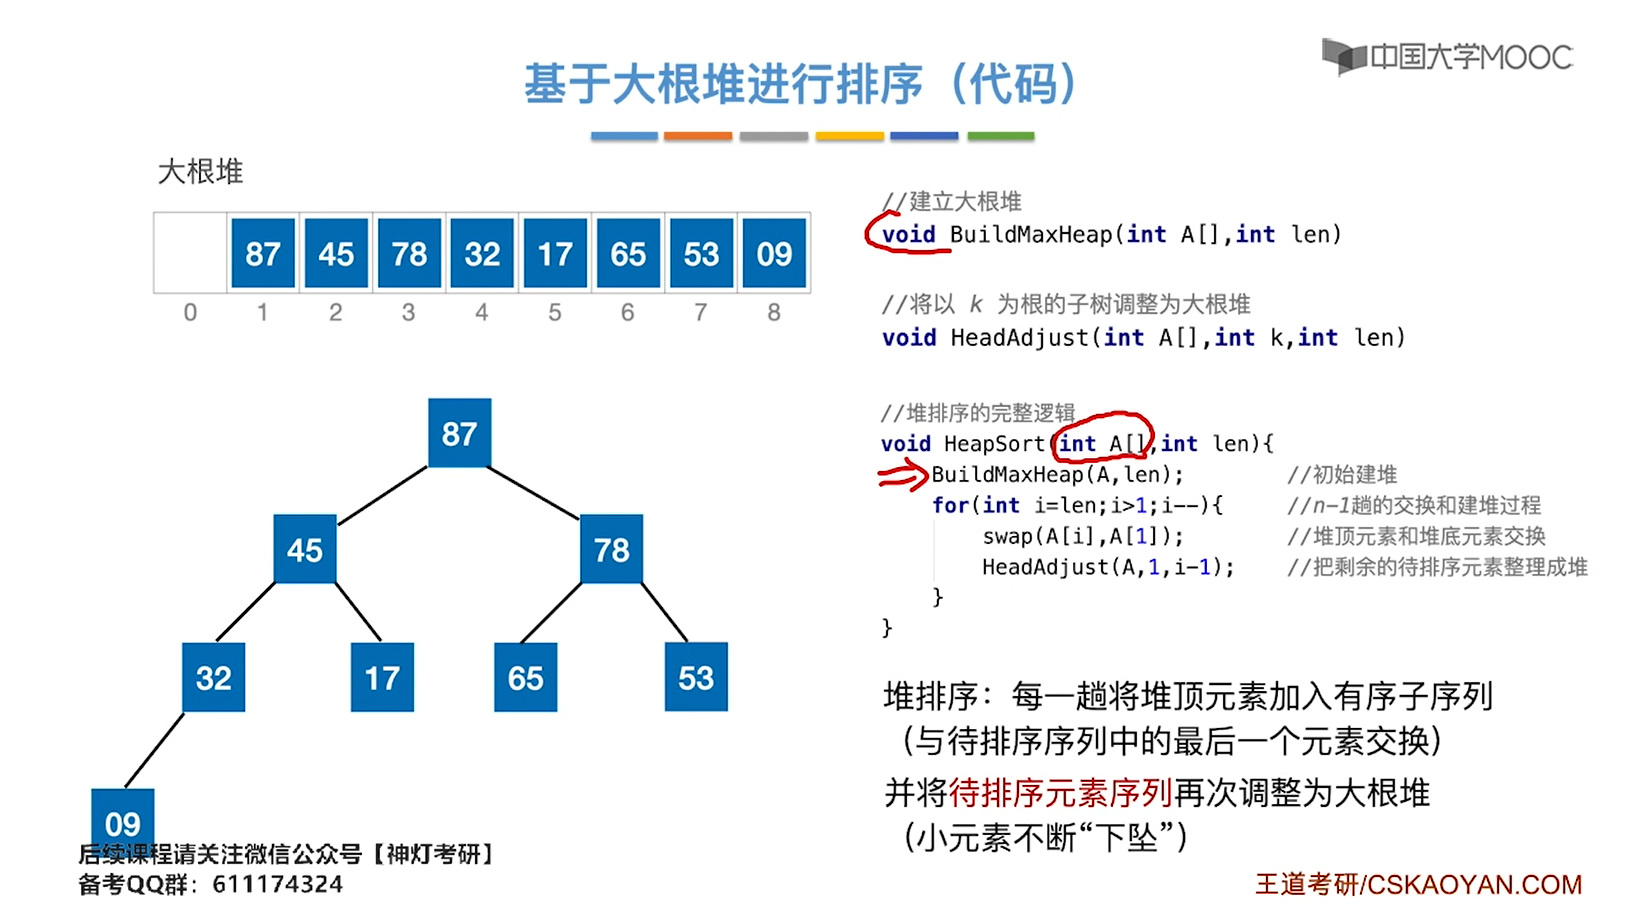 中国大学MOOC
基于大根堆进行排序（代码）
大根堆
87 45 78 32 17 65 53 09
0 1 2 3 4 5 6 7 8
87
45 78
32 17 65 53
09
//建立大根堆
void BuildMaxHeap(int A[],int len)
//将以 k 为根的子树调整为大根堆
void HeadAdjust(int A[],int k,int len)
//堆排序的完整逻辑
void HeapSort(int A[],int len){
BuildMaxHeap(A,len); //初始建堆
for(int i=len;i>1;i--){ //n-1趟的交换和建堆过程
swap(A[i],A[1]); //堆顶元素和堆底元素交换
HeadAdjust(A,1,i-1); //把剩余的待排序元素整理成堆
}
}
堆排序：每一趟将堆顶元素加入有序子序列
（与待排序序列中的最后一个元素交换）
并将待排序元素序列再次调整为大根堆
（小元素不断“下坠”）
后续课程请关注微信公众号【神灯考研】
备考QQ群：611174324
王道考研/CSKAOYAN.COM